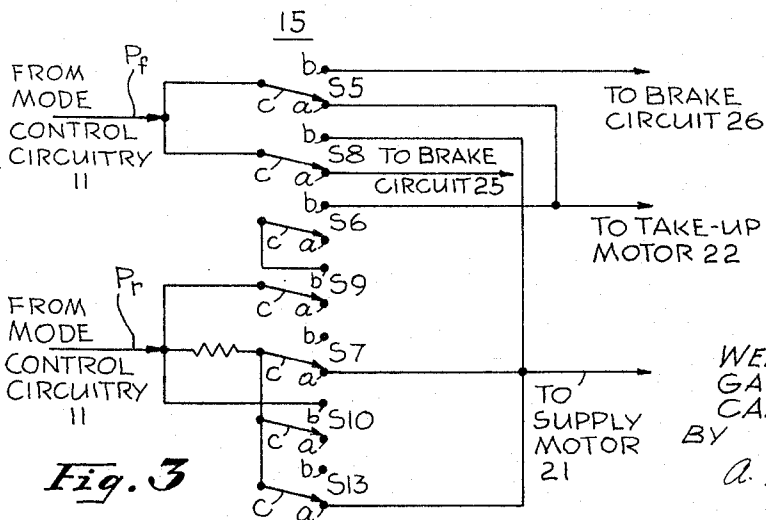 15
FROM
MODE
CONTROL
CIRCUITRY
11
Pf
b
S5
c
a
TO BRAKE
CIRCUIT 26
b
S8
c
a
TO BRAKE
CIRCUIT 25
b
S6
c
a
TO TAKE-UP
MOTOR 22
b
S9
c
a
FROM
MODE
CONTROL
CIRCUITRY
11
Pr
b
S7
c
a
TO
SUPPLY
MOTOR
21
b
S10
c
a
b
S13
c
a
Fig. 3
GA
CA
BY
a.